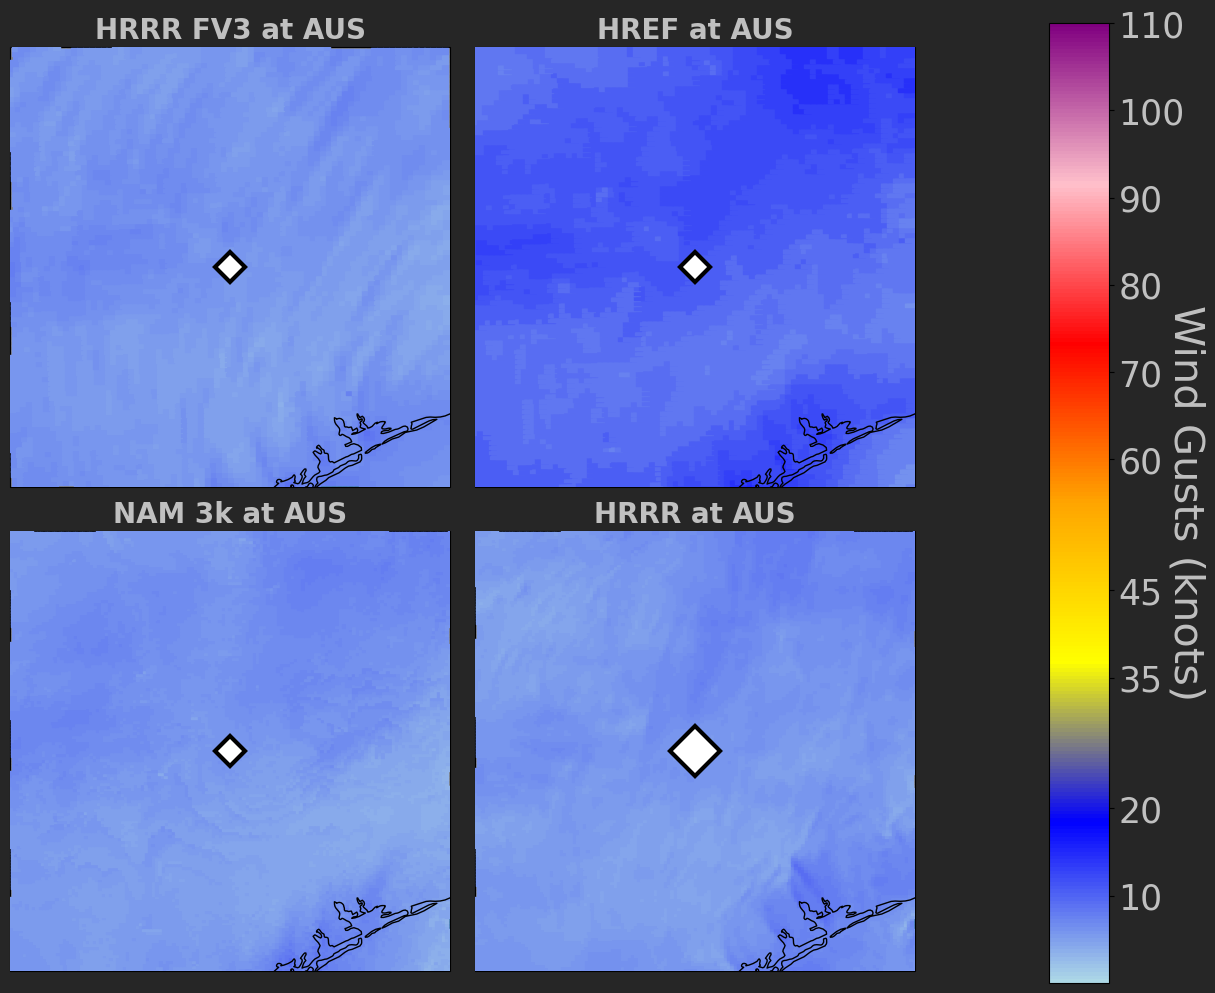 HRRR FV3 at AUS
HREF at AUS
NAM 3k at AUS
HRRR at AUS
110
100
90
80
70
60
45
35
20
10
Wind Gusts (knots)